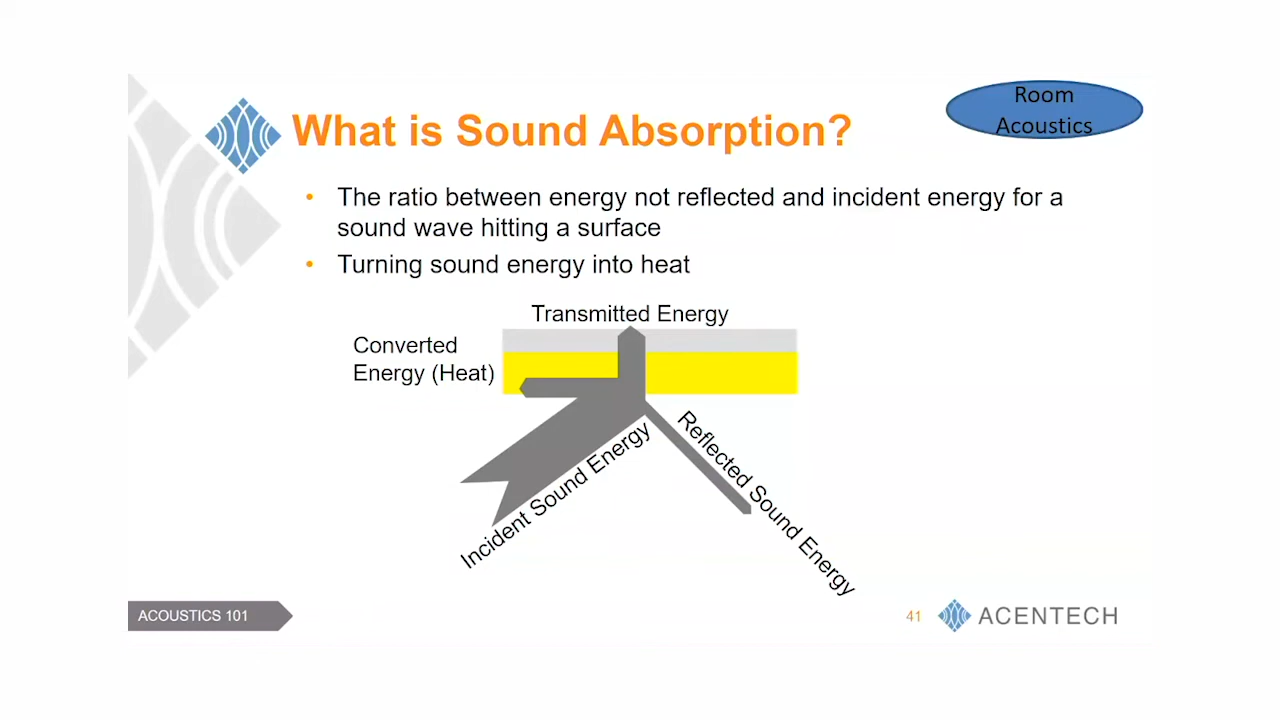 Room
Acoustics
What is Sound Absorption?
• The ratio between energy not reflected and incident energy for a
sound wave hitting a surface
• Turning sound energy into heat
Transmitted Energy
Converted
Energy (Heat)
Incident Sound Energy
Reflected Sound Energy
ACOUSTICS 101
41
ACENTECH